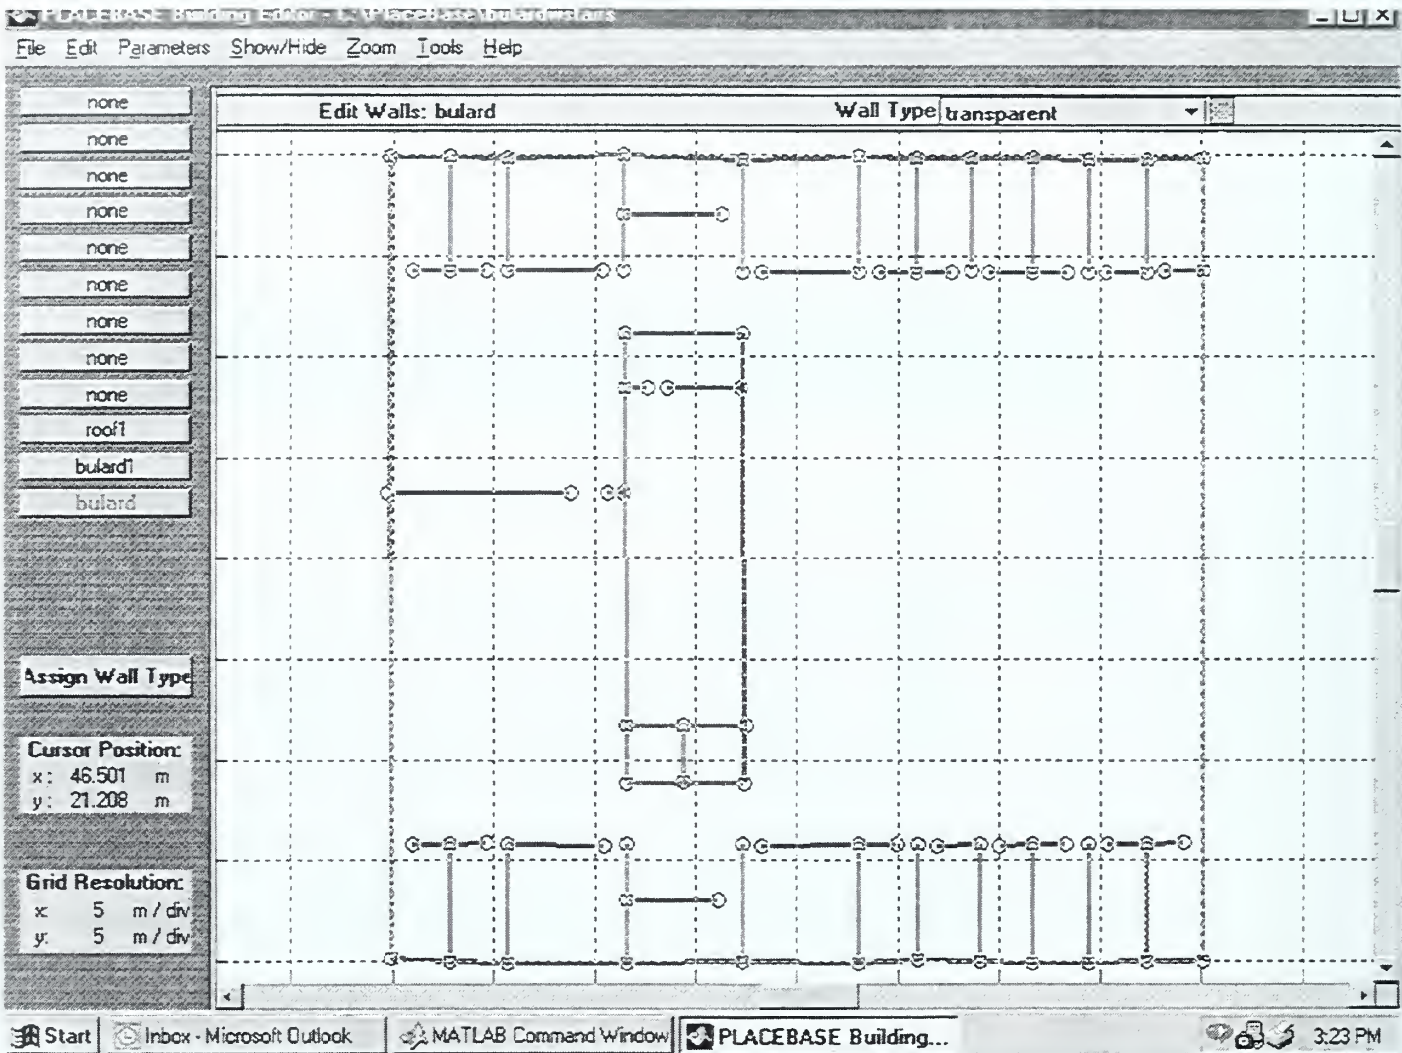 PLACEBASE Building Editor - L:\PlaceBase\bulardwstairs
File Edit Parameters Show/Hide Zoom Tools Help
Edit Walls: bulard Wall Type transparent
none
none
none
none
none
none
none
none
none
roof1
bulard1
bulard
Assign Wall Type
Cursor Position:
x: 46.501 m
y: 21.208 m
Grid Resolution:
x: 5 m / div
y: 5 m / div
Start Inbox - Microsoft Outlook MATLAB Command Window PLACEBASE Building... 3:23 PM